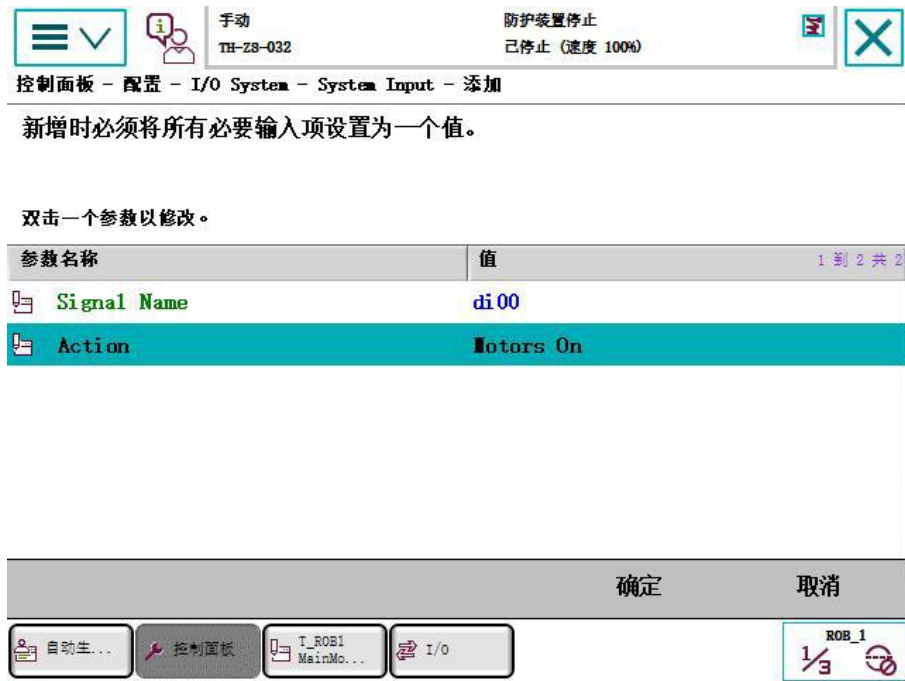 手动
TH-ZS-032
防护装置停止
已停止 (速度 100%)
控制面板 - 配置 - I/O System - System Input - 添加
新增时必须将所有必要输入项设置为一个值。
双击一个参数以修改。
参数名称 值 1 到 2 共 2
Signal Name di00
Action Motors On
确定 取消
自动生...
控制面板
T_ROB1
MainMo...
I/O
ROB_1
1/3